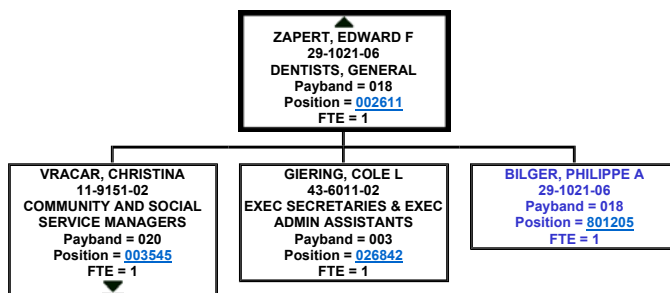 ZAPERT, EDWARD F
29-1021-06
DENTISTS, GENERAL
Payband = 018
Position = 002611
FTE = 1
VRACAR, CHRISTINA
11-9151-02
COMMUNITY AND SOCIAL
SERVICE MANAGERS
Payband = 020
Position = 003545
FTE = 1
GIERING, COLE L
43-6011-02
EXEC SECRETARIES & EXEC
ADMIN ASSISTANTS
Payband = 003
Position = 026842
FTE = 1
BILGER, PHILIPPE A
29-1021-06
Payband = 018
Position = 801205
FTE = 1